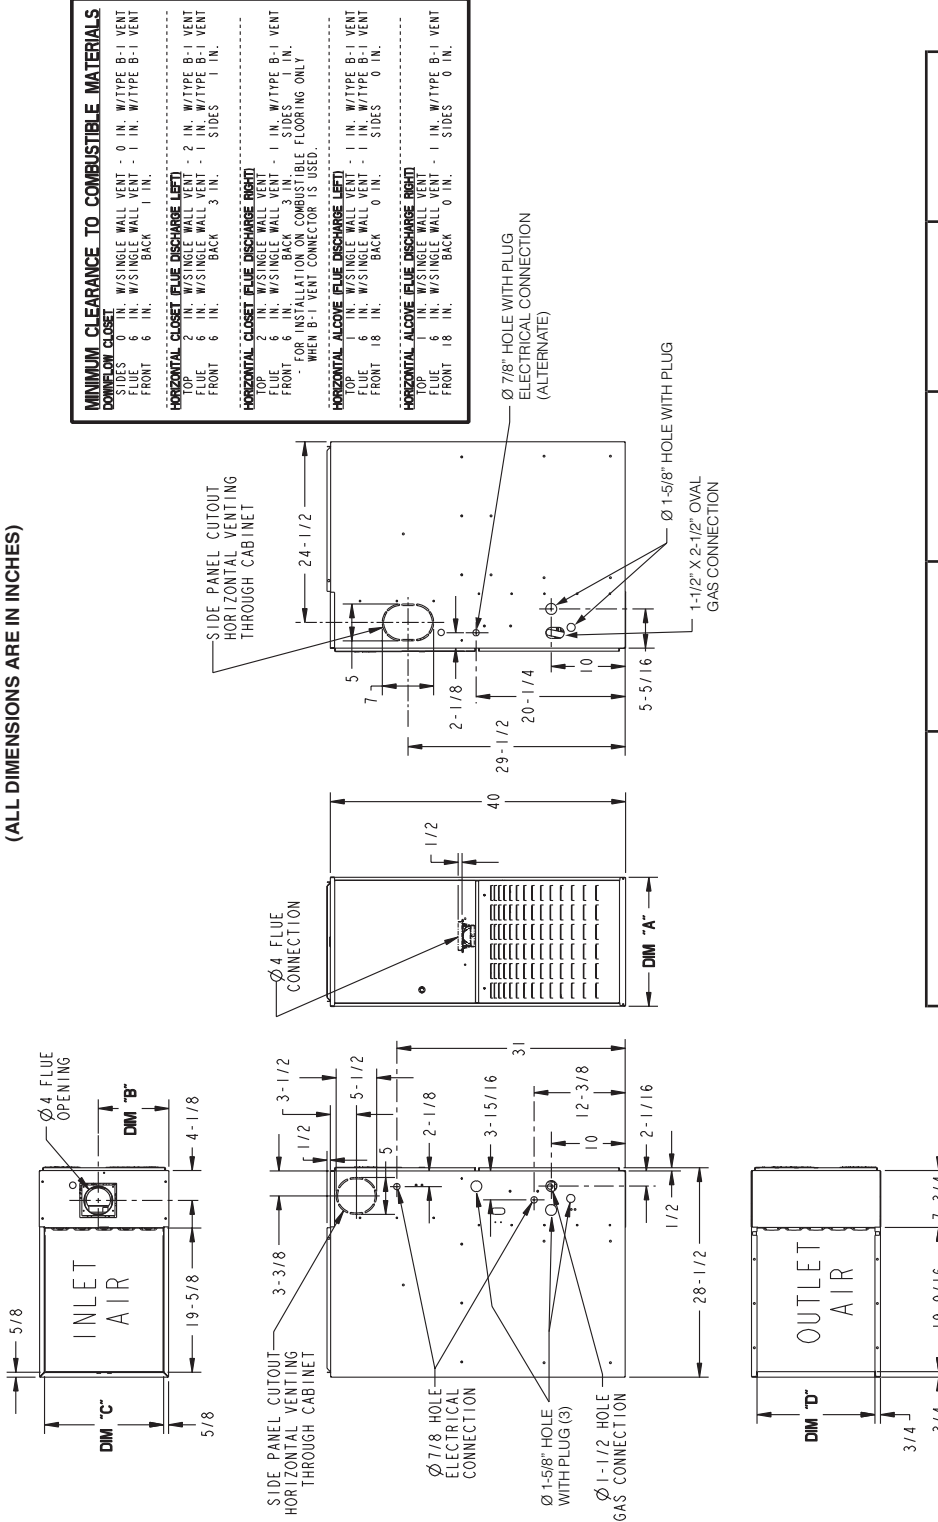 (ALL DIMENSIONS ARE IN INCHES)
MINIMUM CLEARANCE TO COMBUSTIBLE MATERIALS
DOWNFLOW CLOSET
SIDES 0 IN. W/SINGLE WALL VENT - 0 IN. W/TYPE B-1 VENT
FLUE 6 IN. W/SINGLE WALL VENT - 1 IN. W/TYPE B-1 VENT
FRONT 6 IN. BACK 1 IN.
HORIZONTAL CLOSET (FLUE DISCHARGE LEFT)
TOP 2 IN. W/SINGLE WALL VENT - 2 IN. W/TYPE B-1 VENT
FLUE 6 IN. W/SINGLE WALL VENT - 1 IN. W/TYPE B-1 VENT
FRONT 6 IN. BACK 3 IN. SIDES 1 IN.
HORIZONTAL CLOSET (FLUE DISCHARGE RIGHT)
TOP 2 IN. W/SINGLE WALL VENT
FLUE 6 IN. W/SINGLE WALL VENT - 1 IN. W/TYPE B-1 VENT
FRONT 6 IN. BACK 3 IN. SIDES 1 IN.
- FOR INSTALLATION ON COMBUSTIBLE FLOORING ONLY
WHEN B-1 VENT CONNECTOR IS USED.
HORIZONTAL ALCOVE (FLUE DISCHARGE LEFT)
TOP 1 IN. W/SINGLE WALL VENT - 1 IN. W/TYPE B-1 VENT
FLUE 6 IN. W/SINGLE WALL VENT - 1 IN. W/TYPE B-1 VENT
FRONT 18 IN. BACK 0 IN. SIDES 0 IN.
HORIZONTAL ALCOVE (FLUE DISCHARGE RIGHT)
TOP 1 IN. W/SINGLE WALL VENT
FLUE 6 IN. W/SINGLE WALL VENT - 1 IN. W/TYPE B-1 VENT
FRONT 18 IN. BACK 0 IN. SIDES 0 IN.
5/8
INLET
AIR
Ø4 FLUE
OPENING
DIM "B"
DIM "C"
5/8
19-5/8
4-1/8
SIDE PANEL CUTOUT
HORIZONTAL VENTING
THROUGH CABINET
3-3/8
1/2
3-1/2
5-1/2
5
2-1/8
3-15/16
31
12-3/8
10
2-1/16
1/2
28-1/2
Ø7/8 HOLE
ELECTRICAL
CONNECTION
Ø 1-5/8" HOLE
WITH PLUG (3)
Ø1-1/2 HOLE
GAS CONNECTION
Ø4 FLUE
CONNECTION
1/2
40
DIM "A"
SIDE PANEL CUTOUT
HORIZONTAL VENTING
THROUGH CABINET
24-1/2
5
7
2-1/8
20-1/4
29-1/2
10
5-5/16
Ø 7/8" HOLE WITH PLUG
ELECTRICAL CONNECTION
(ALTERNATE)
Ø 1-5/8" HOLE WITH PLUG
1-1/2" X 2-1/2" OVAL
GAS CONNECTION
OUTLET
AIR
DIM "D"
3/4